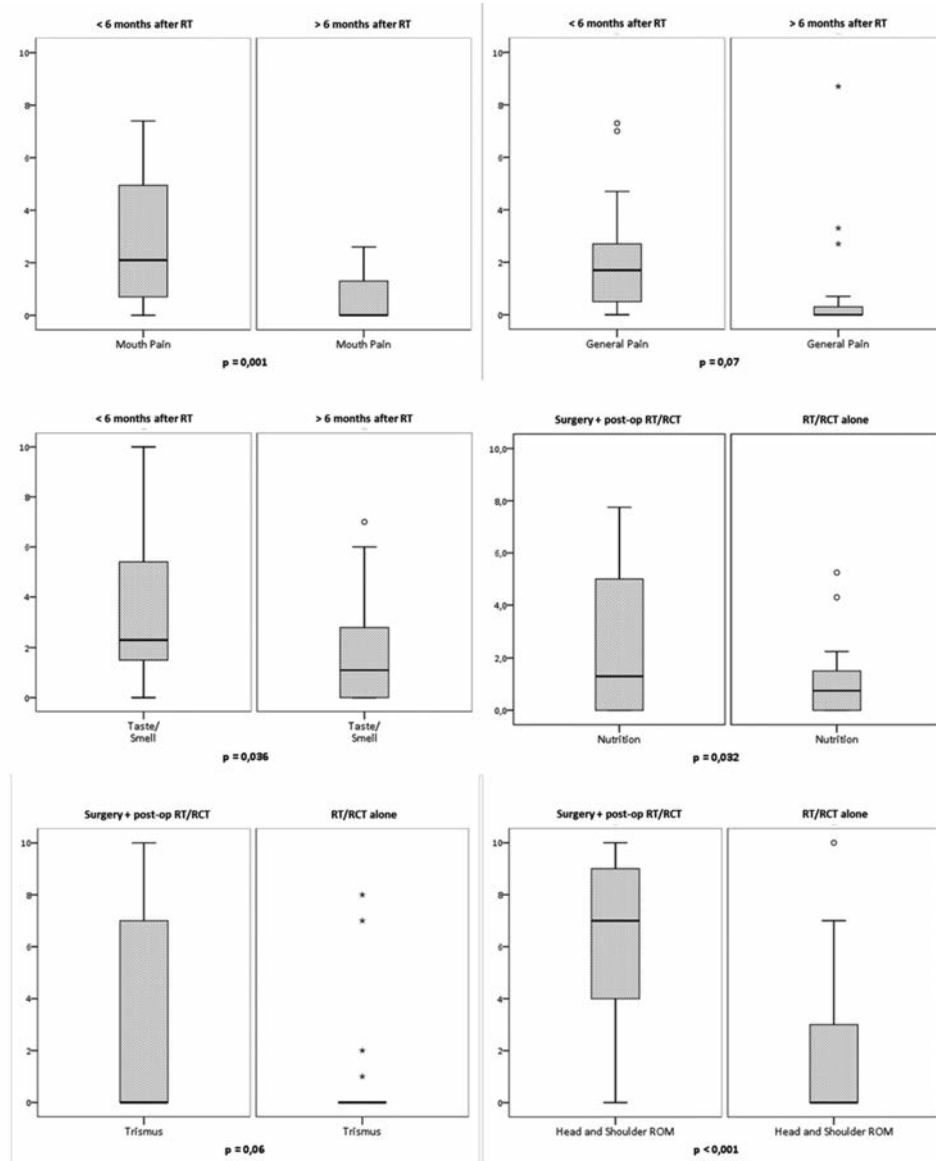 < 6 months after RT
> 6 months after RT
10
8
6
4
2
0
Mouth Pain
Mouth Pain
p = 0,001
< 6 months after RT
> 6 months after RT
10
8
6
4
2
0
General Pain
General Pain
p = 0,07
< 6 months after RT
> 6 months after RT
10
8
6
4
2
0
Taste/
Smell
Taste/
Smell
p = 0,036
Surgery + post-op RT/RCT
RT/RCT alone
10,0
8,0
6,0
4,0
2,0
0,0
Nutrition
Nutrition
p = 0,032
Surgery + post-op RT/RCT
RT/RCT alone
10
8
6
4
2
0
Trismus
Trismus
p = 0,06
Surgery + post-op RT/RCT
RT/RCT alone
10
8
6
4
2
0
Head and Shoulder ROM
Head and Shoulder ROM
p < 0,001